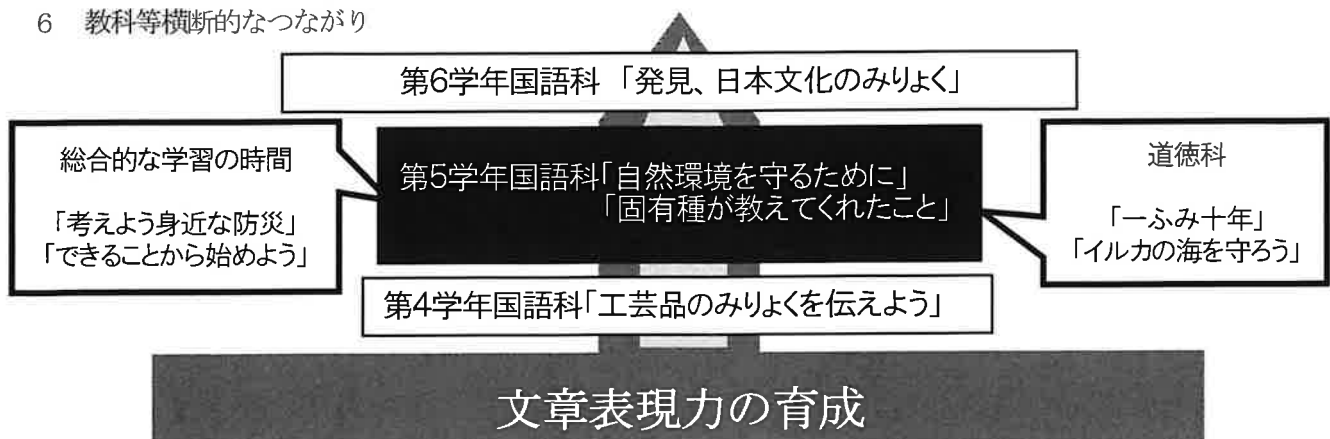 6 教科等横断的なつながり
第6学年国語科 「発見、日本文化のみりょく」
総合的な学習の時間
「考えよう身近な防災」
「できることから始めよう」
第5学年国語科「自然環境を守るために」
「固有種が教えてくれたこと」
道徳科
「一ふみ十年」
「イルカの海を守ろう」
第4学年国語科「工芸品のみりょくを伝えよう」
文章表現力の育成